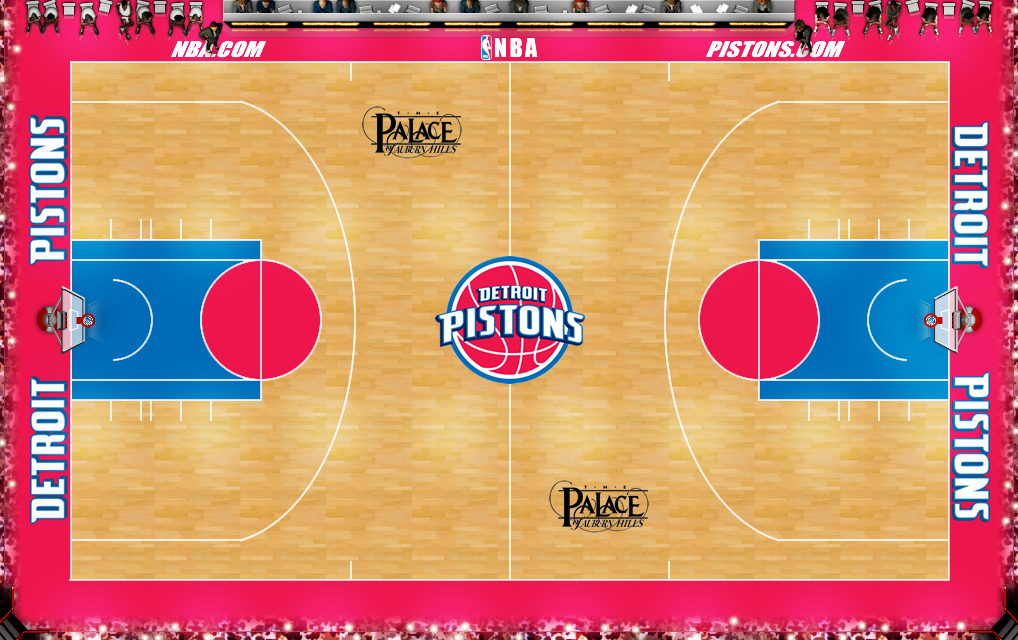 NBA.COM
NBA
PISTONS.COM
THE
PALACE
of AUBURN HILLS
PISTONS
DETROIT
DETROIT
PISTONS
DETROIT
PISTONS
THE
PALACE
of AUBURN HILLS